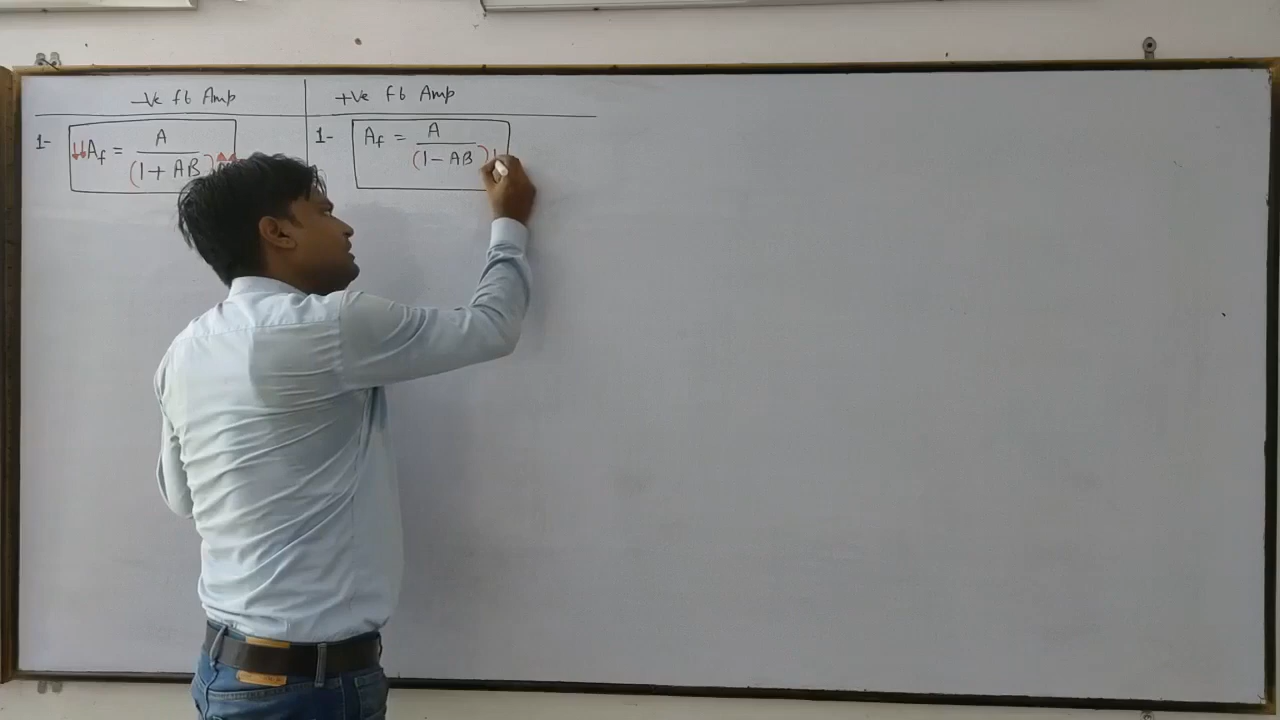 -Ve fb Amp
+Ve fb Amp
1- ↓↓Af = A / (1 + AB) ↑↑
1- Af = A / (1 - AB)